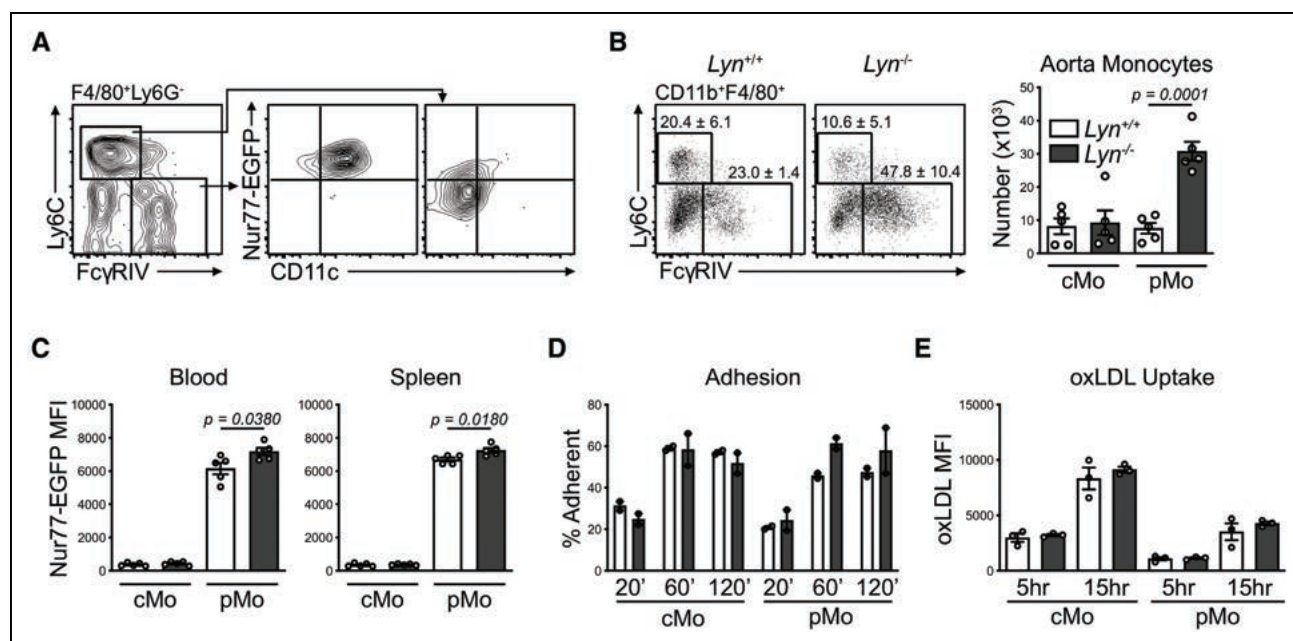 A
F4/80⁺Ly6G⁻
Ly6C
FcγRIV
Nur77-EGFP
CD11c
B
Lyn⁺/⁺
Lyn⁻/⁻
CD11b⁺F4/80⁺
20.4 ± 6.1
23.0 ± 1.4
10.6 ± 5.1
47.8 ± 10.4
Ly6C
FcγRIV
Aorta Monocytes
p = 0.0001
Number (x10³)
50
40
30
20
10
0
Lyn⁺/⁺
Lyn⁻/⁻
cMo
pMo
C
Blood
Nur77-EGFP MFI
10000
8000
6000
4000
2000
0
p = 0.0380
cMo
pMo
Spleen
10000
8000
6000
4000
2000
0
p = 0.0180
cMo
pMo
D
Adhesion
% Adherent
80
60
40
20
0
20' 60' 120' 20' 60' 120'
cMo
pMo
E
oxLDL Uptake
oxLDL MFI
15000
10000
5000
0
5hr 15hr 5hr 15hr
cMo
pMo